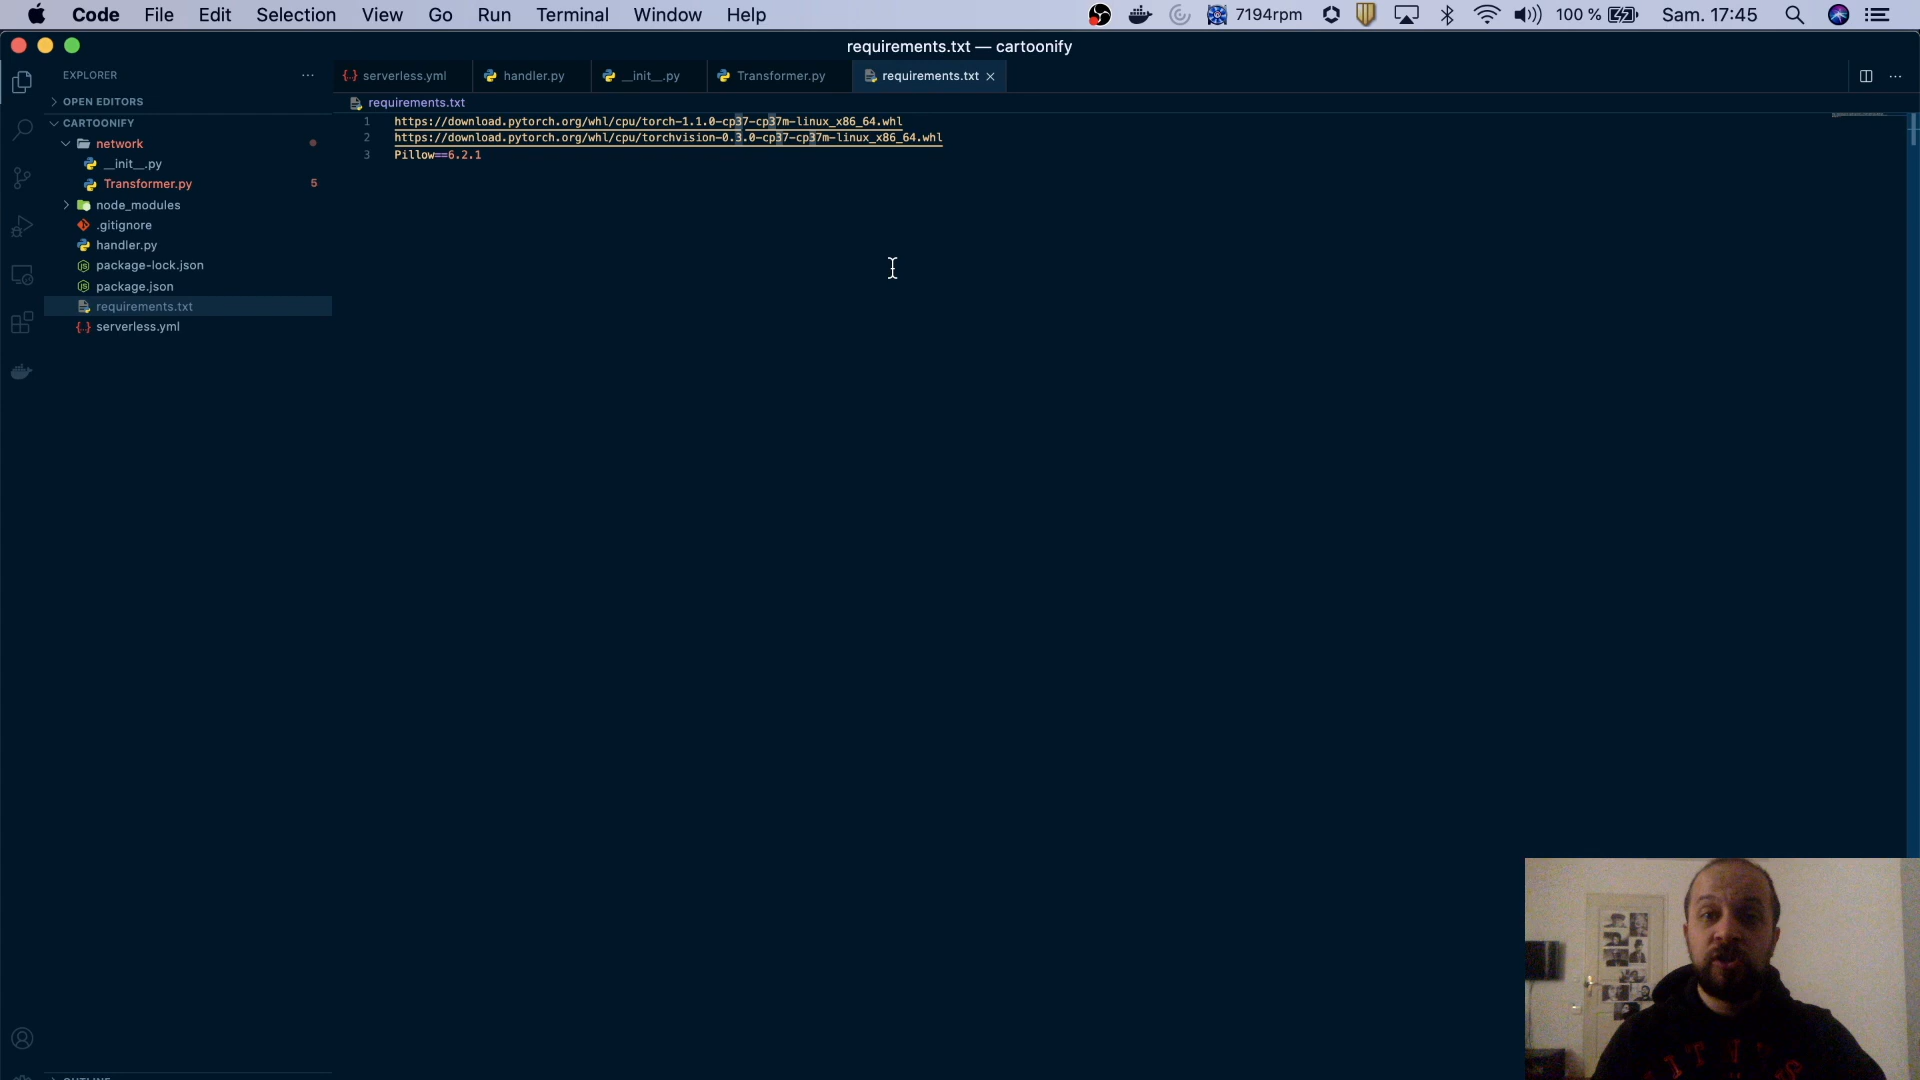 Code File Edit Selection View Go Run Terminal Window Help 7194rpm 100 % Sam. 17:45
requirements.txt — cartoonify
EXPLORER
serverless.yml handler.py __init__.py Transformer.py requirements.txt
OPEN EDITORS
CARTOONIFY
network
__init__.py
Transformer.py 5
node_modules
.gitignore
handler.py
package-lock.json
package.json
requirements.txt
serverless.yml
requirements.txt
1 https://download.pytorch.org/whl/cpu/torch-1.1.0-cp37-cp37m-linux_x86_64.whl
2 https://download.pytorch.org/whl/cpu/torchvision-0.3.0-cp37-cp37m-linux_x86_64.whl
3 Pillow==6.2.1
OUTLINE